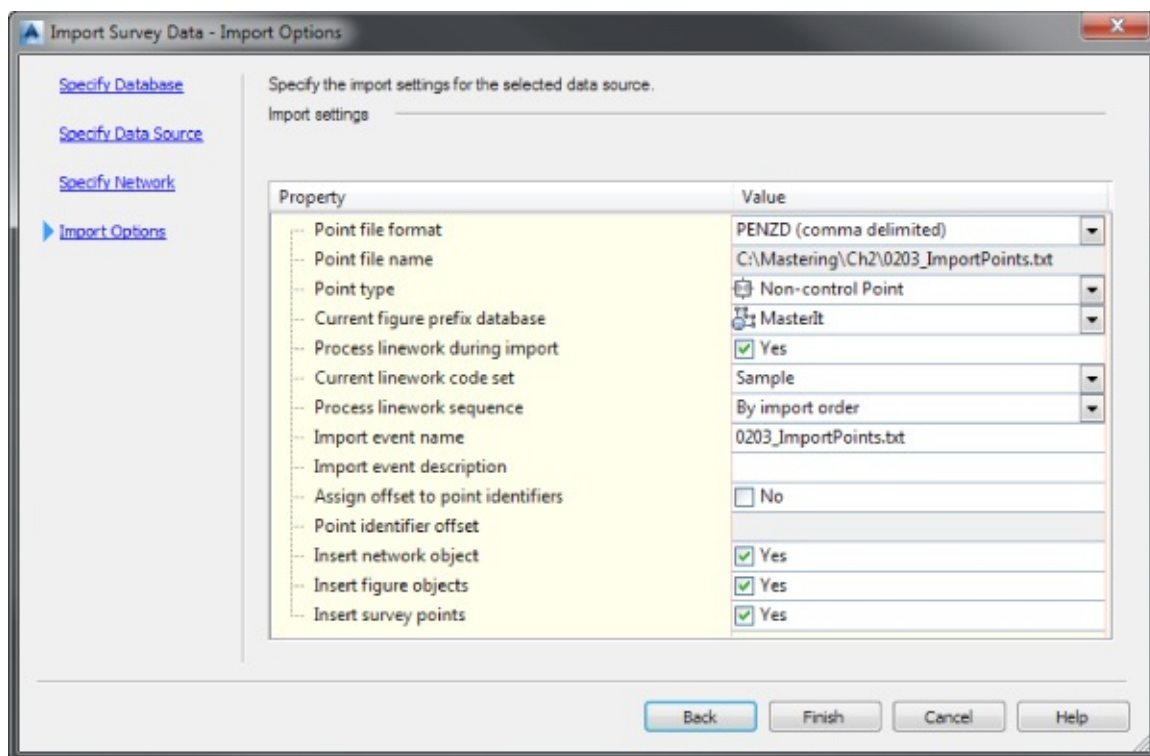 Import Survey Data - Import Options
Specify Database
Specify Data Source
Specify Network
Import Options
Specify the import settings for the selected data source.
Import settings
Property Value
Point file format PENZD (comma delimited)
Point file name C:\Mastering\Ch2\0203_ImportPoints.txt
Point type Non-control Point
Current figure prefix database MasterIt
Process linework during import Yes
Current linework code set Sample
Process linework sequence By import order
Import event name 0203_ImportPoints.txt
Import event description
Assign offset to point identifiers No
Point identifier offset
Insert network object Yes
Insert figure objects Yes
Insert survey points Yes
Back Finish Cancel Help